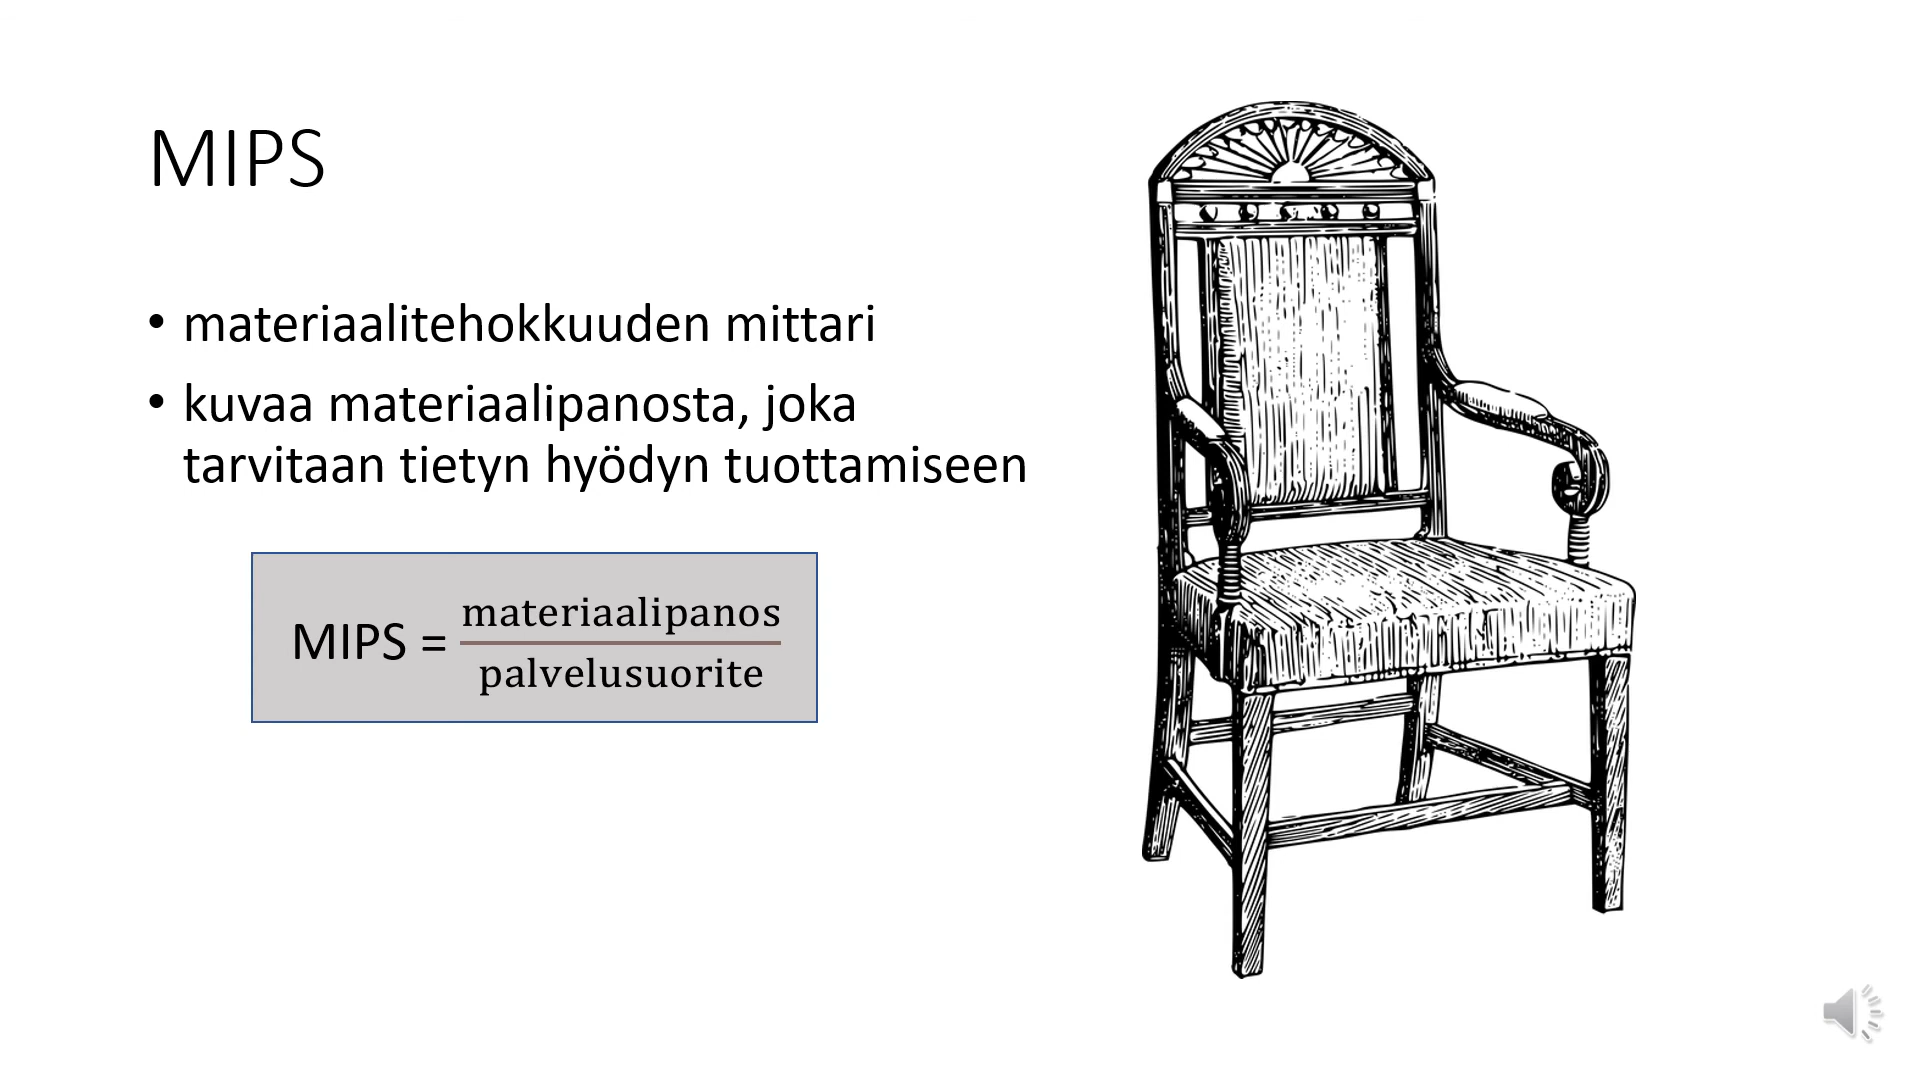 MIPS
• materiaalitehokkuuden mittari
• kuvaa materiaalipanosta, joka
tarvitaan tietyn hyödyn tuottamiseen
MIPS = materiaalipanos
palvelusuorite